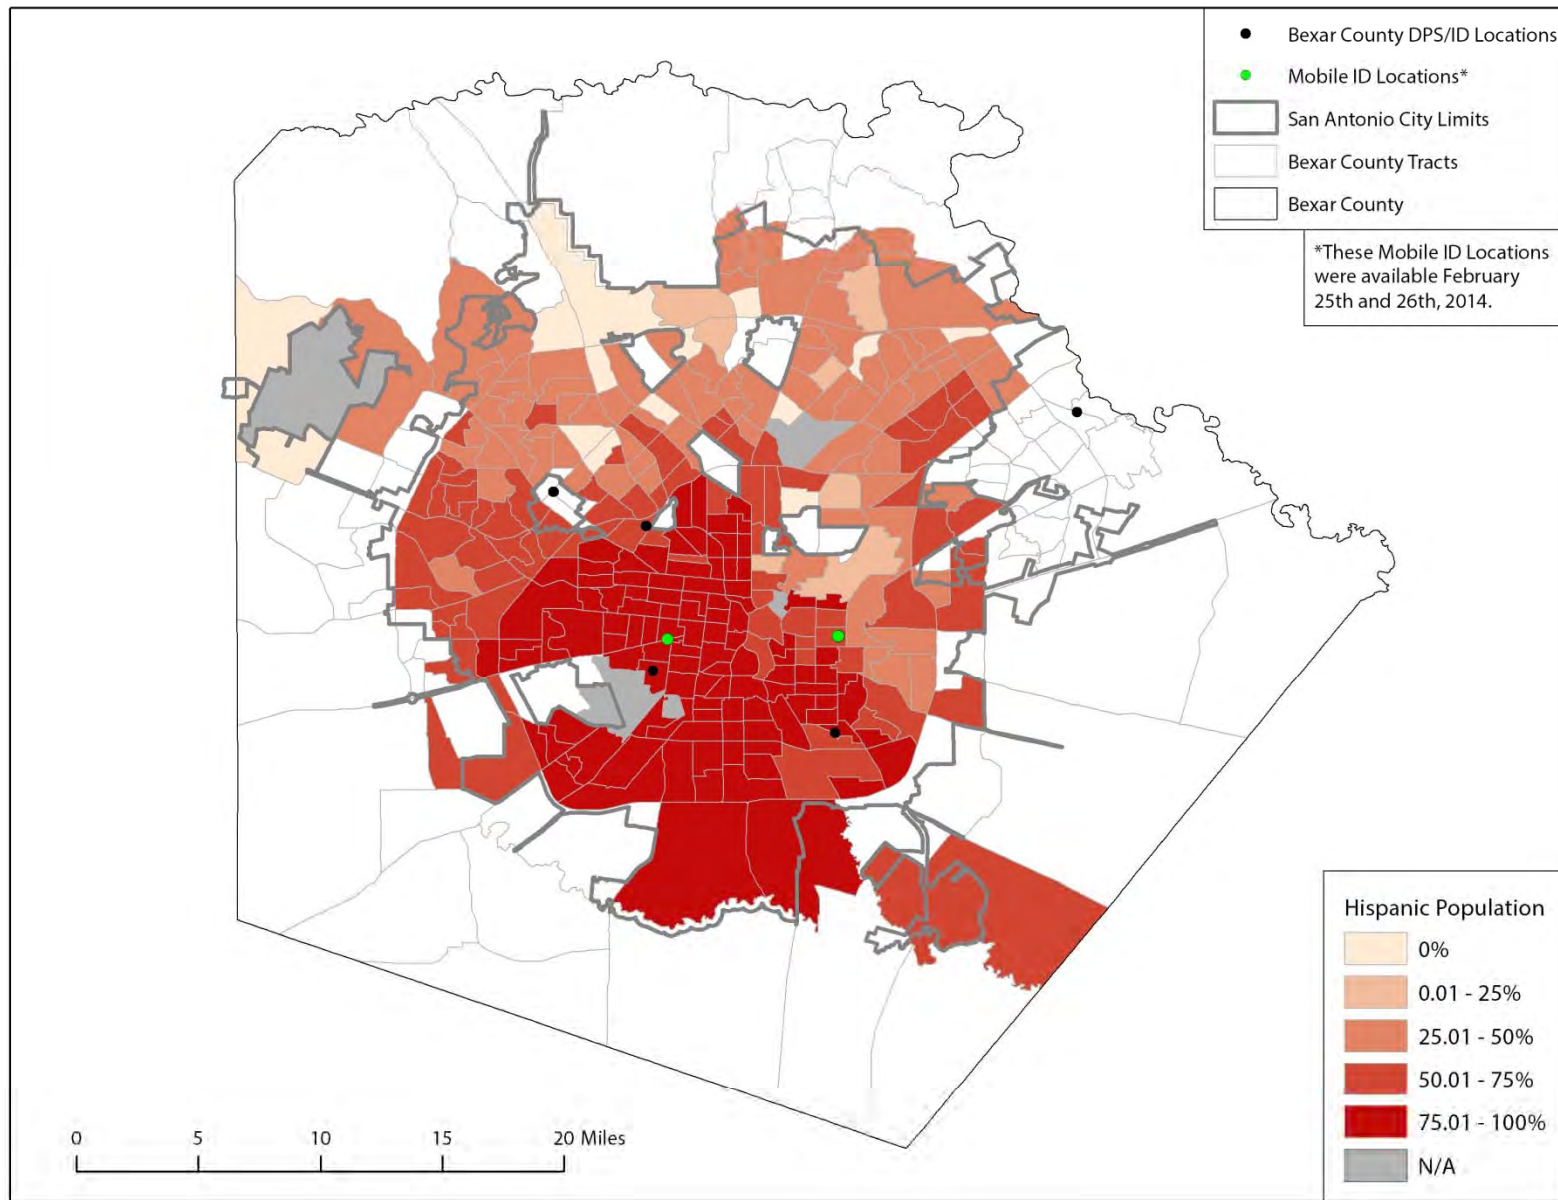 Bexar County DPS/ID Locations
Mobile ID Locations*
San Antonio City Limits
Bexar County Tracts
Bexar County
*These Mobile ID Locations
were available February
25th and 26th, 2014.
Hispanic Population
0%
0.01 - 25%
25.01 - 50%
50.01 - 75%
75.01 - 100%
N/A
0 5 10 15 20 Miles